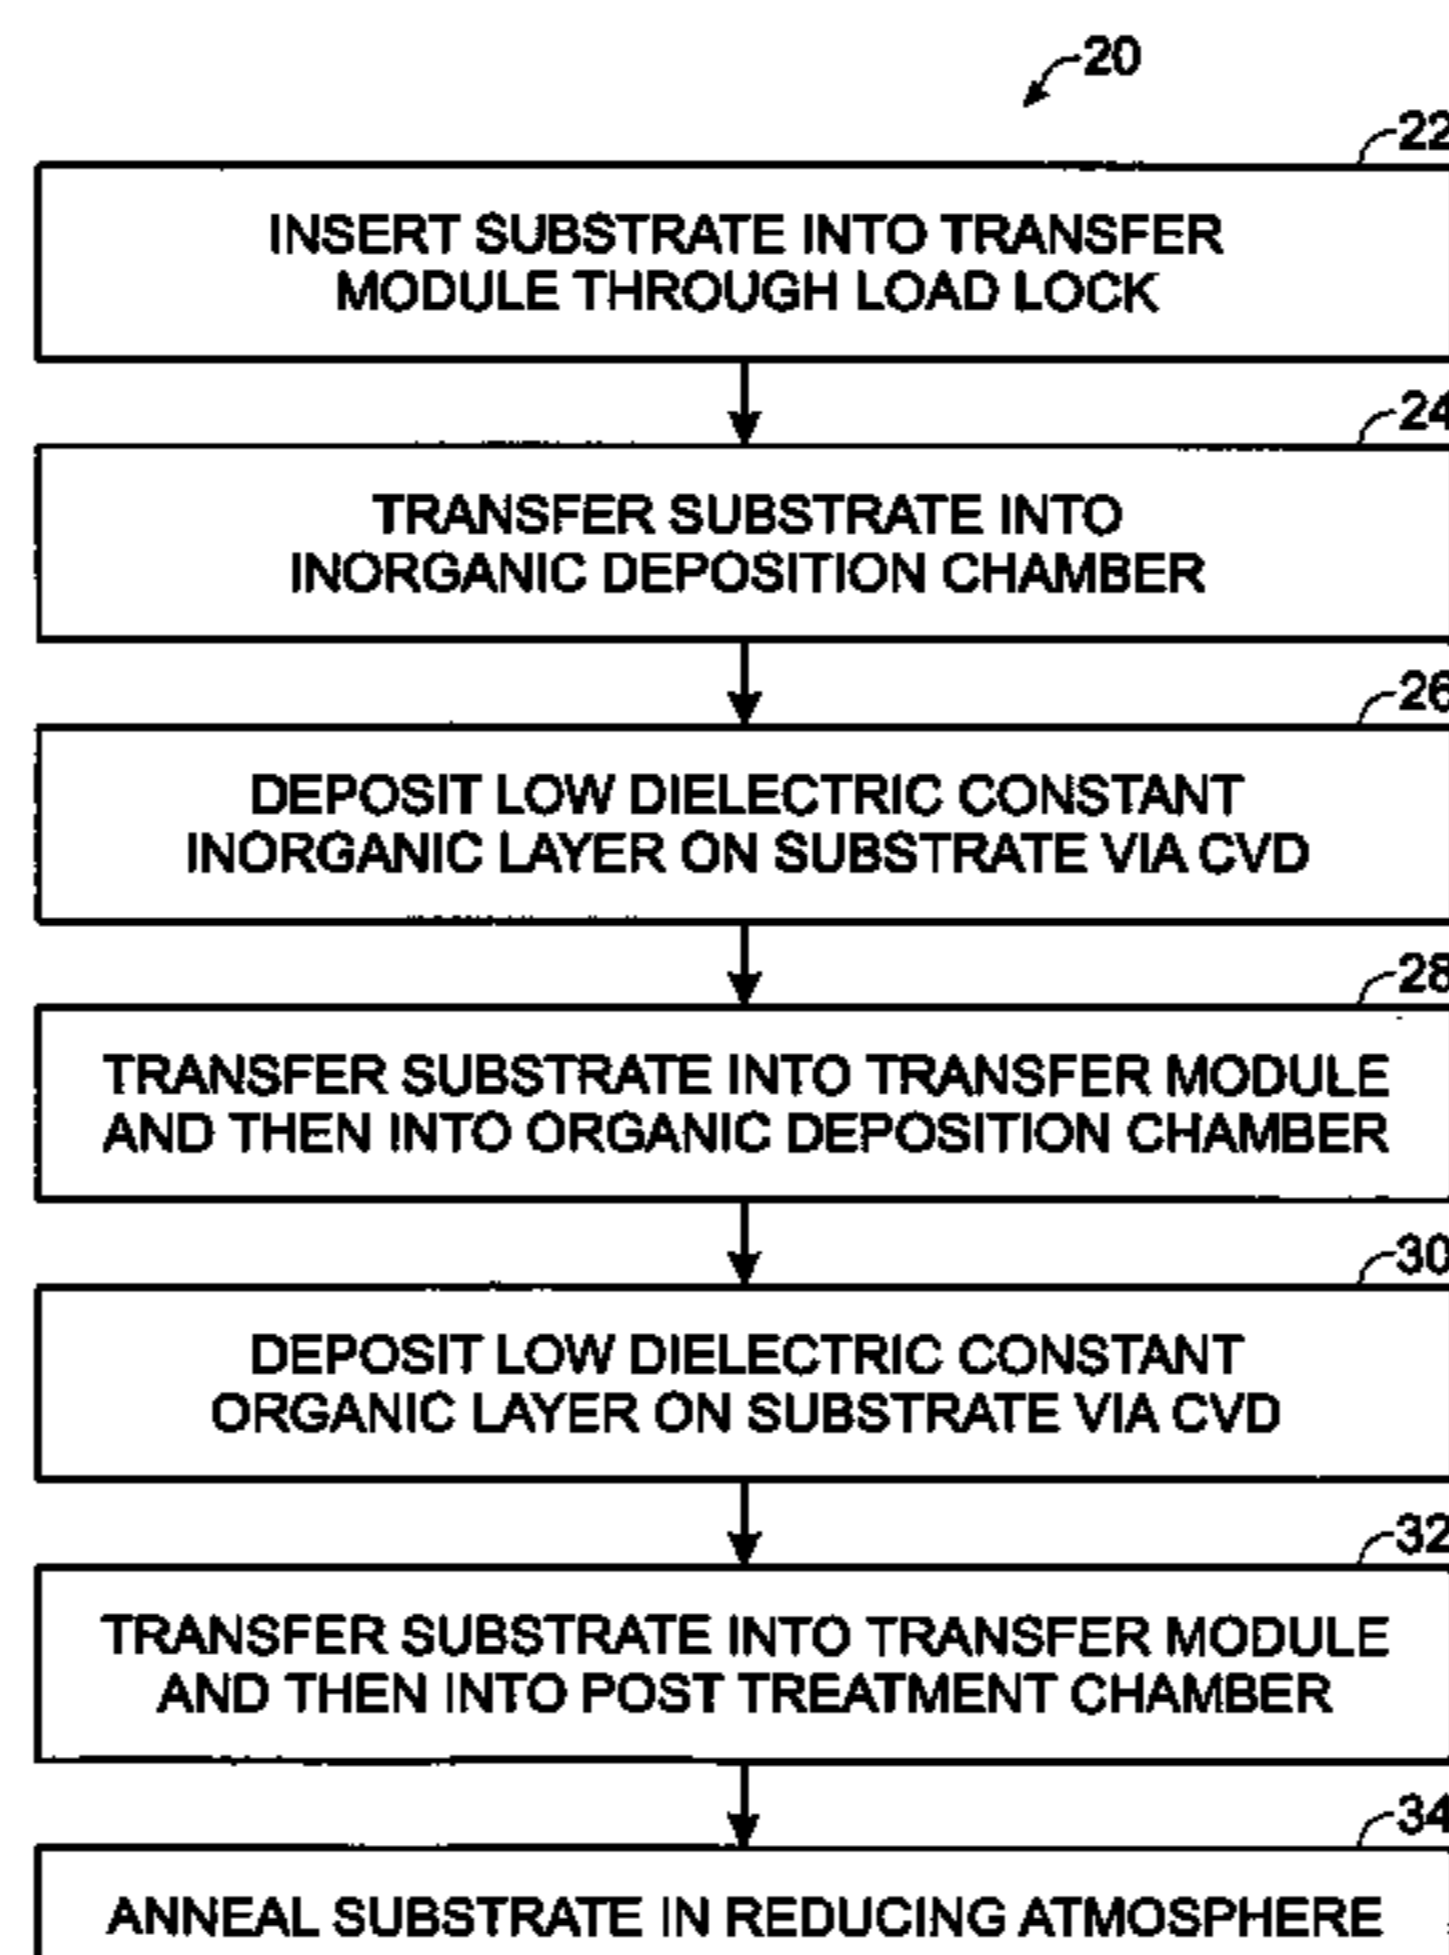 20
22
INSERT SUBSTRATE INTO TRANSFER
MODULE THROUGH LOAD LOCK
24
TRANSFER SUBSTRATE INTO
INORGANIC DEPOSITION CHAMBER
26
DEPOSIT LOW DIELECTRIC CONSTANT
INORGANIC LAYER ON SUBSTRATE VIA CVD
28
TRANSFER SUBSTRATE INTO TRANSFER MODULE
AND THEN INTO ORGANIC DEPOSITION CHAMBER
30
DEPOSIT LOW DIELECTRIC CONSTANT
ORGANIC LAYER ON SUBSTRATE VIA CVD
32
TRANSFER SUBSTRATE INTO TRANSFER MODULE
AND THEN INTO POST TREATMENT CHAMBER
34
ANNEAL SUBSTRATE IN REDUCING ATMOSPHERE